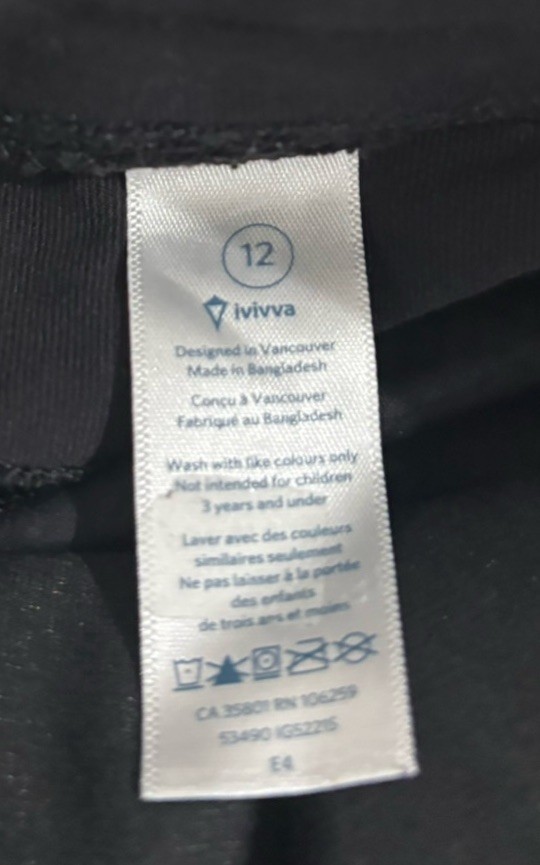 12
ivivva
Designed in Vancouver
Made in Bangladesh
Conçu à Vancouver
Fabriqué au Bangladesh
Wash with like colours only
Not intended for children
3 years and under
Laver avec des couleurs
similaires seulement
Ne pas laisser à la portée
des enfants
de trois ans et moins
CA 35801 RN 106259
53490 IG5221S
E4